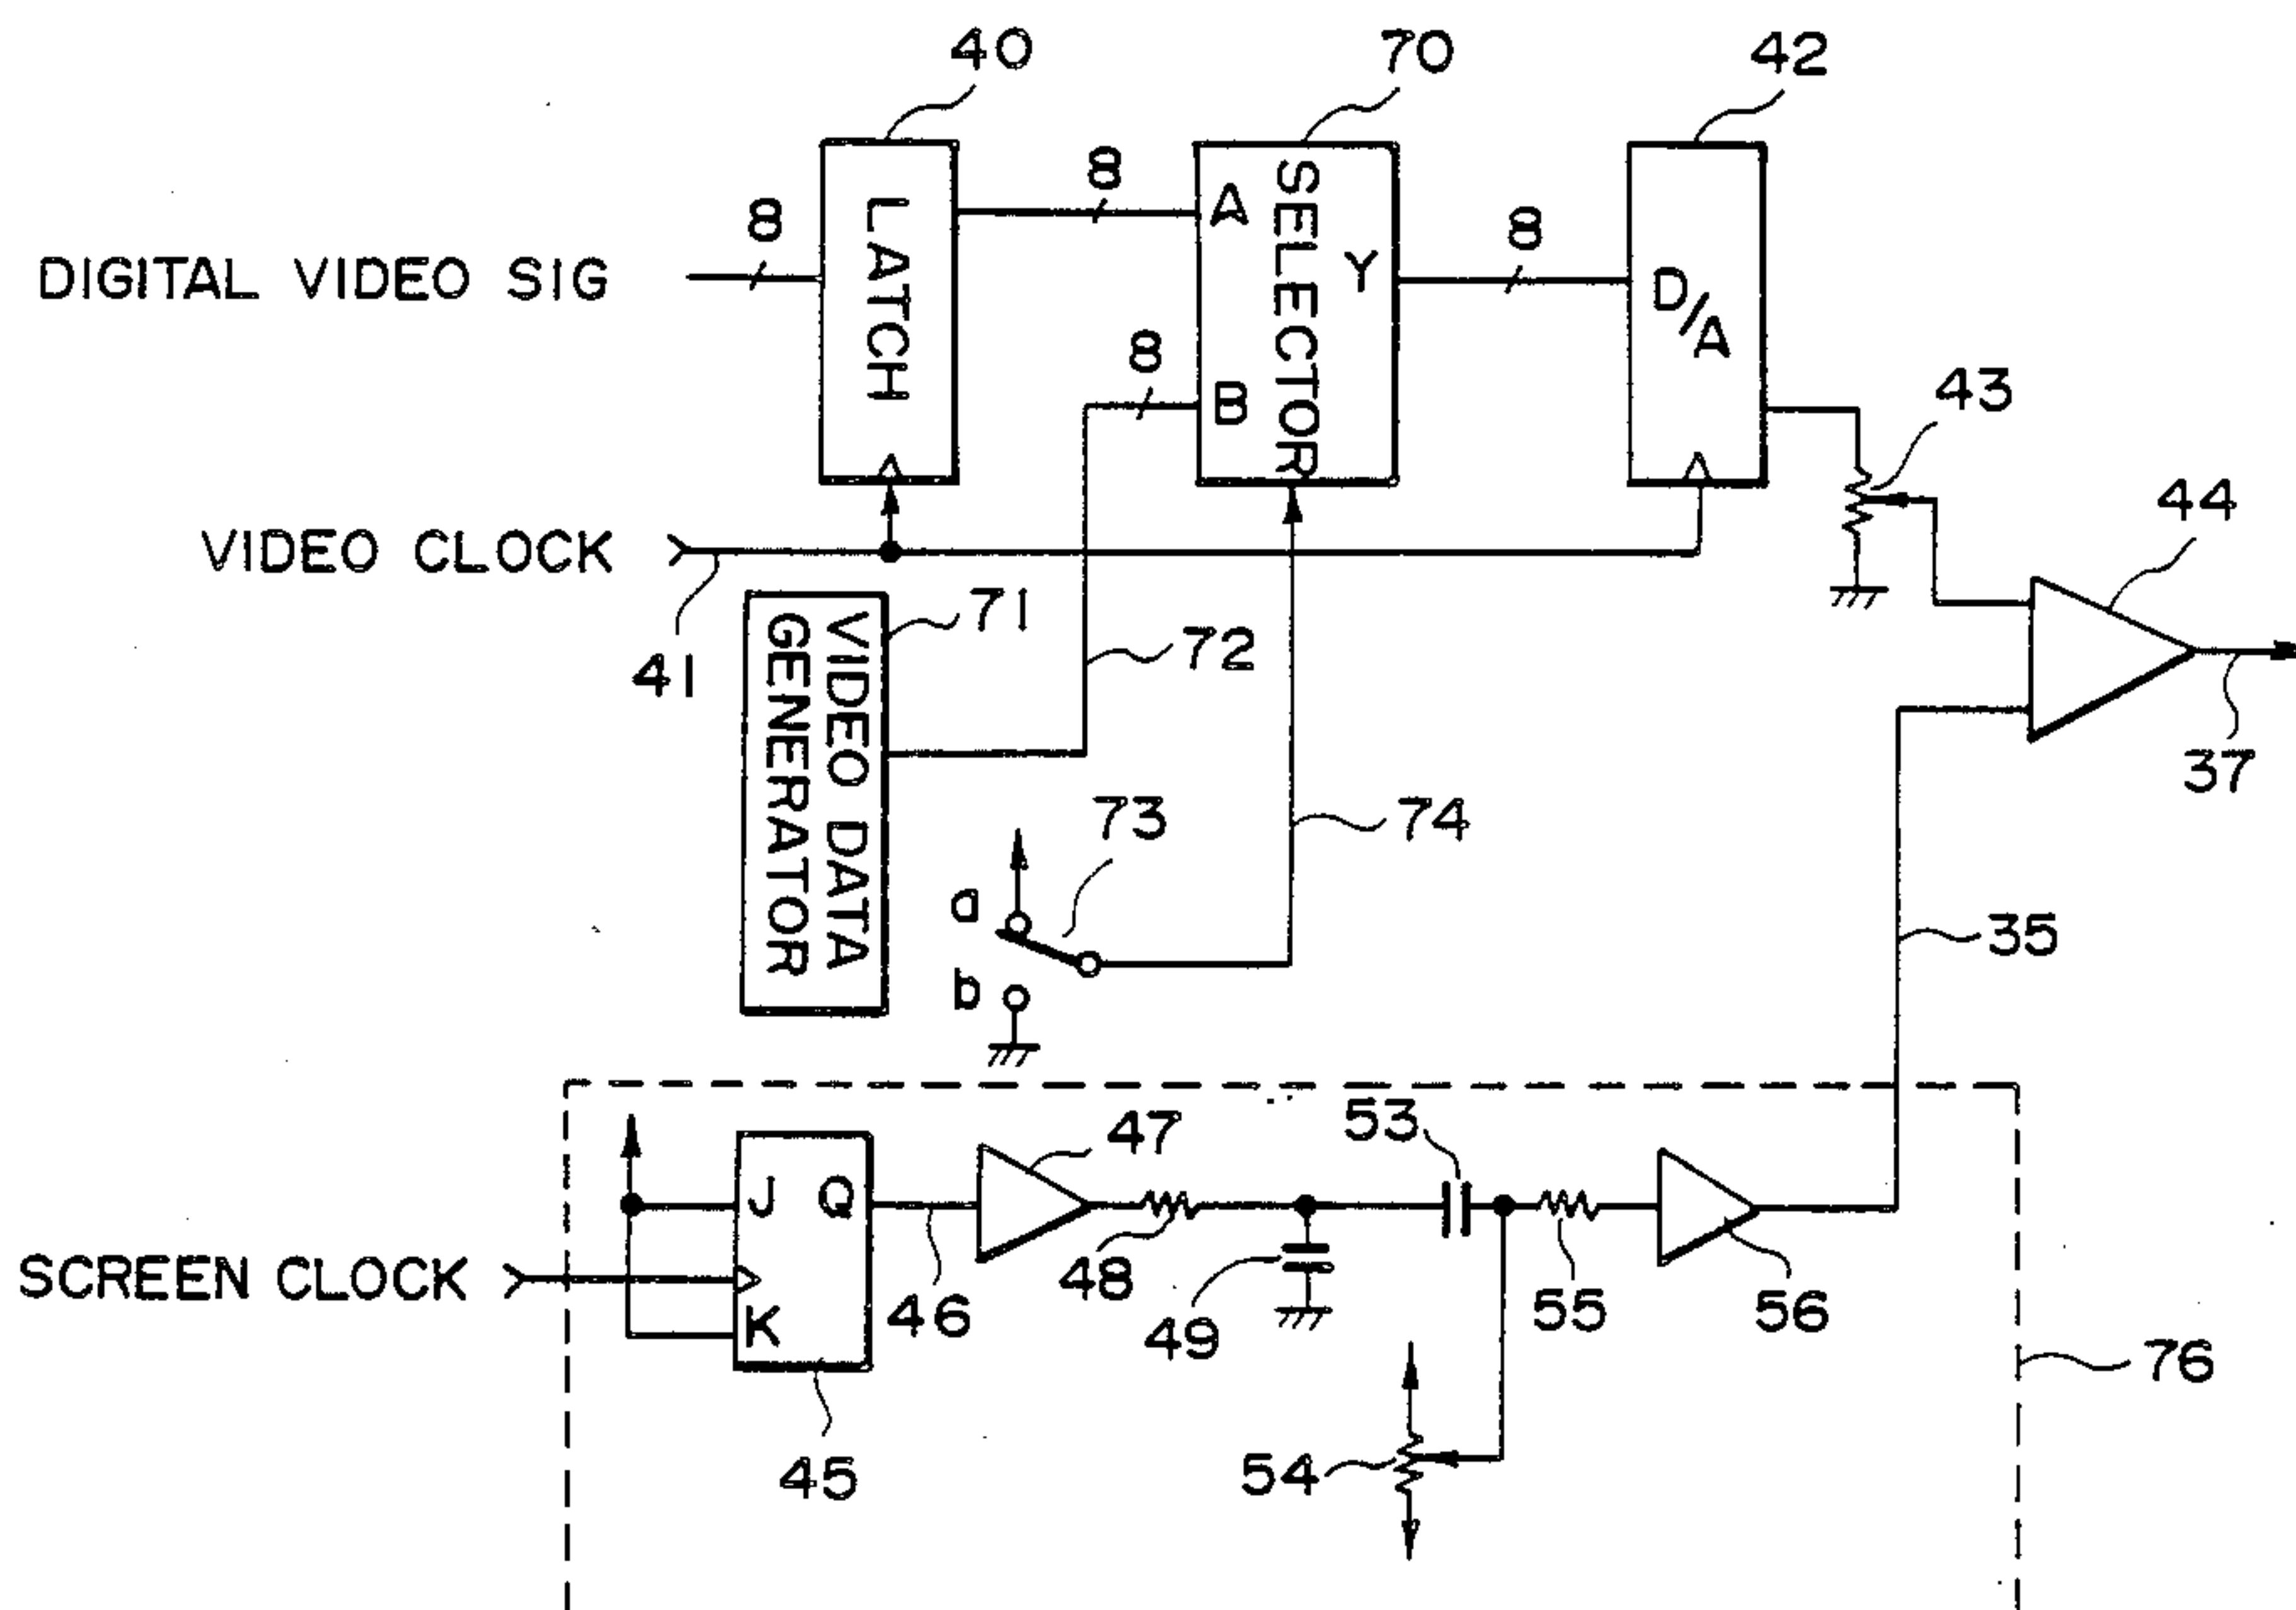 40
70
42
8
8
8
8
DIGITAL VIDEO SIG
LATCH
A
B
Y
SELECTOR
D/A
43
44
VIDEO CLOCK
41
71
72
VIDEO DATA
GENERATOR
37
73
74
a
b
35
53
47
J Q
K
SCREEN CLOCK
46
48
49
55
56
76
54
45